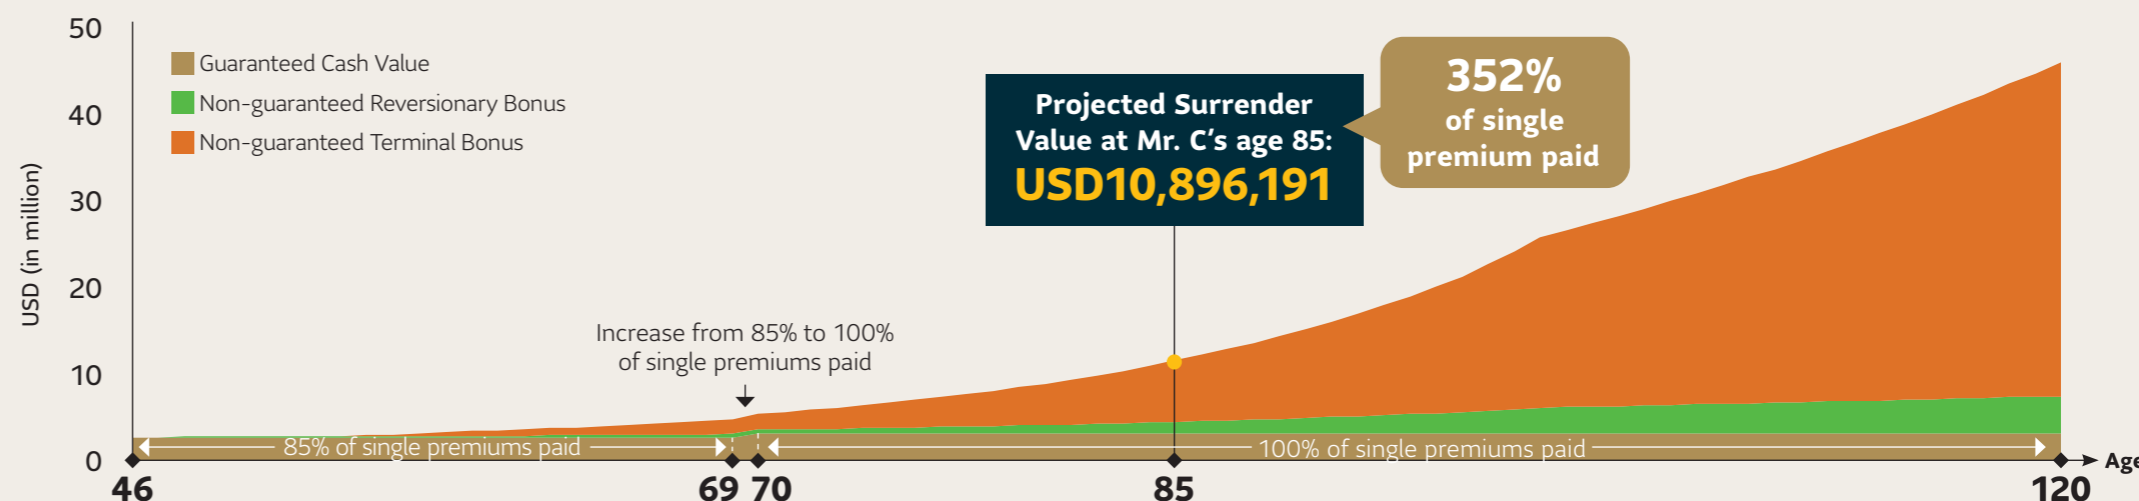 50
40
30
20
10
0
USD (in million)
Guaranteed Cash Value
Non-guaranteed Reversionary Bonus
Non-guaranteed Terminal Bonus
Increase from 85% to 100%
of single premiums paid
Projected Surrender
Value at Mr. C’s age 85:
USD10,896,191
352%
of single
premium paid
85% of single premiums paid
100% of single premiums paid
46
69
70
85
120
Age